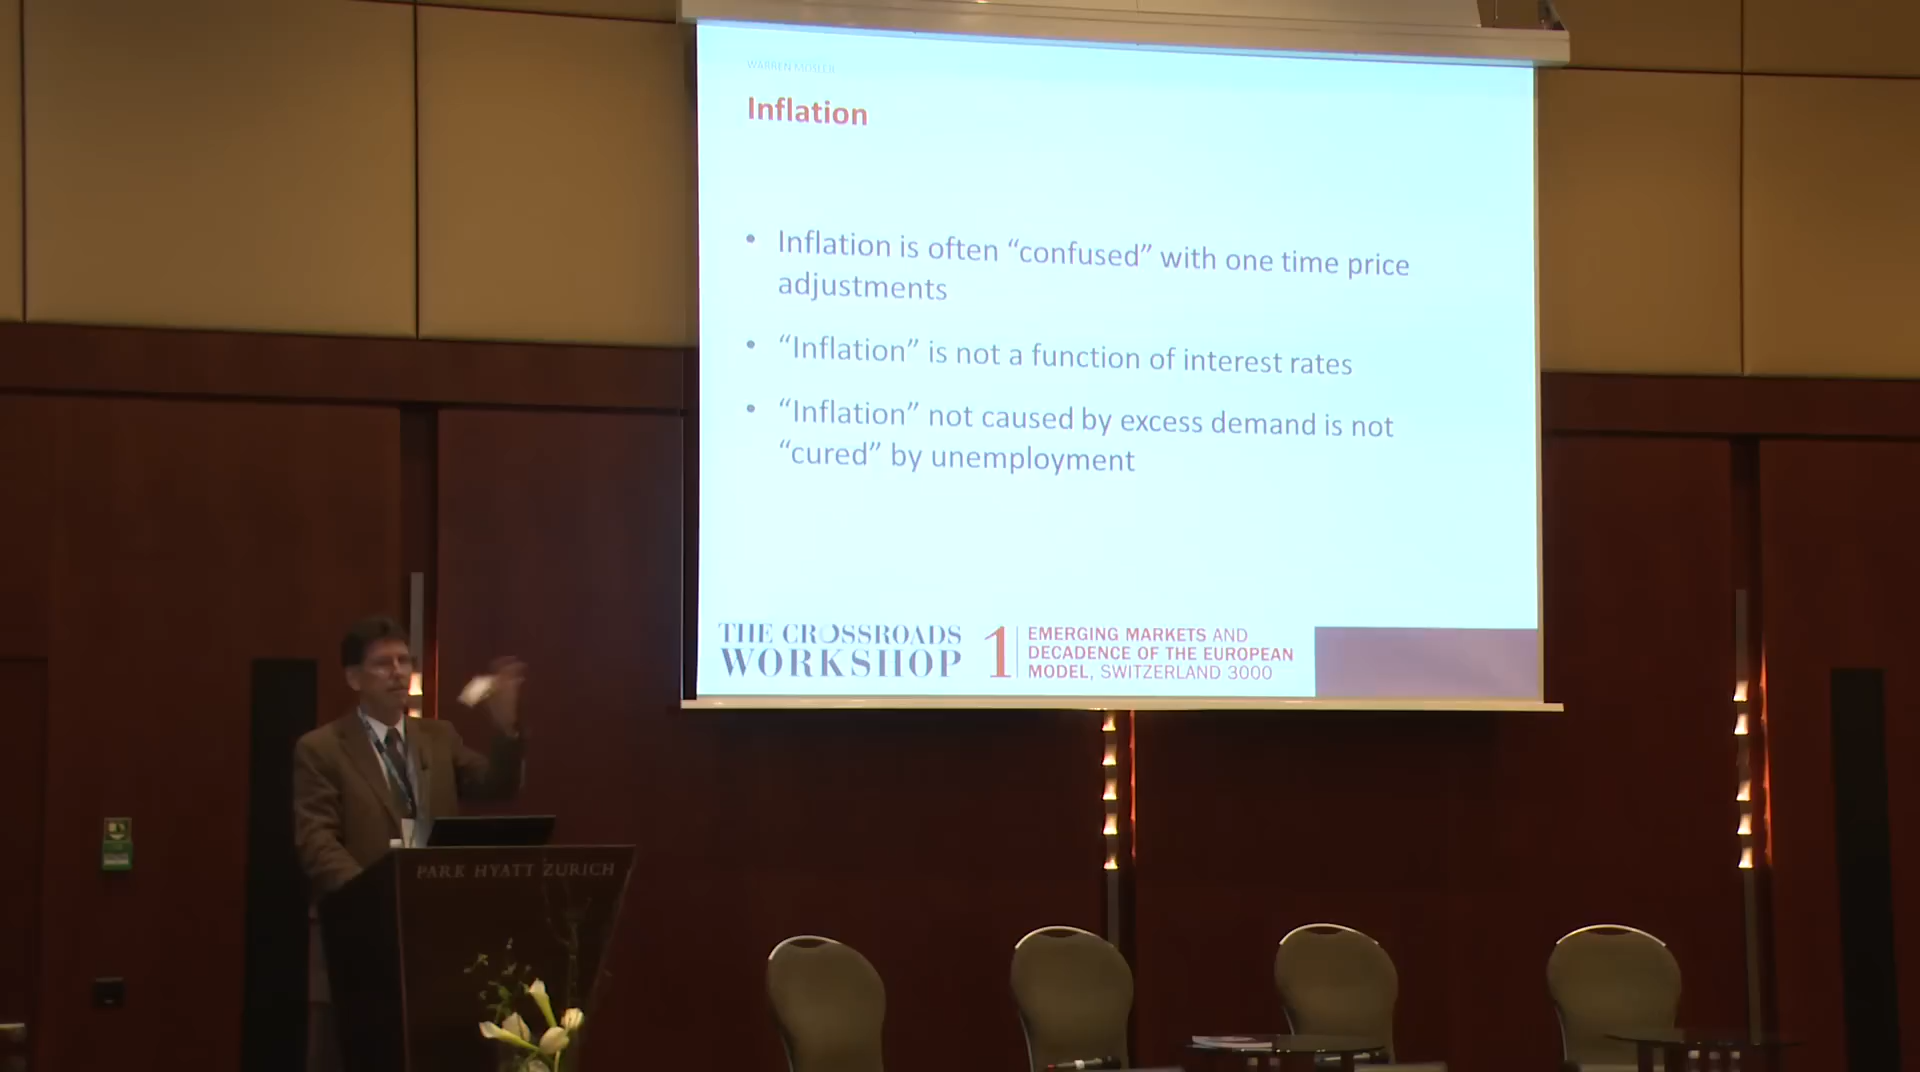 WARREN MOSLER
Inflation
• Inflation is often “confused” with one time price
adjustments
• “Inflation” is not a function of interest rates
• “Inflation” not caused by excess demand is not
“cured” by unemployment
THE CROSSROADS
WORKSHOP
1
EMERGING MARKETS AND
DECADENCE OF THE EUROPEAN
MODEL, SWITZERLAND 3000
PARK HYATT ZURICH